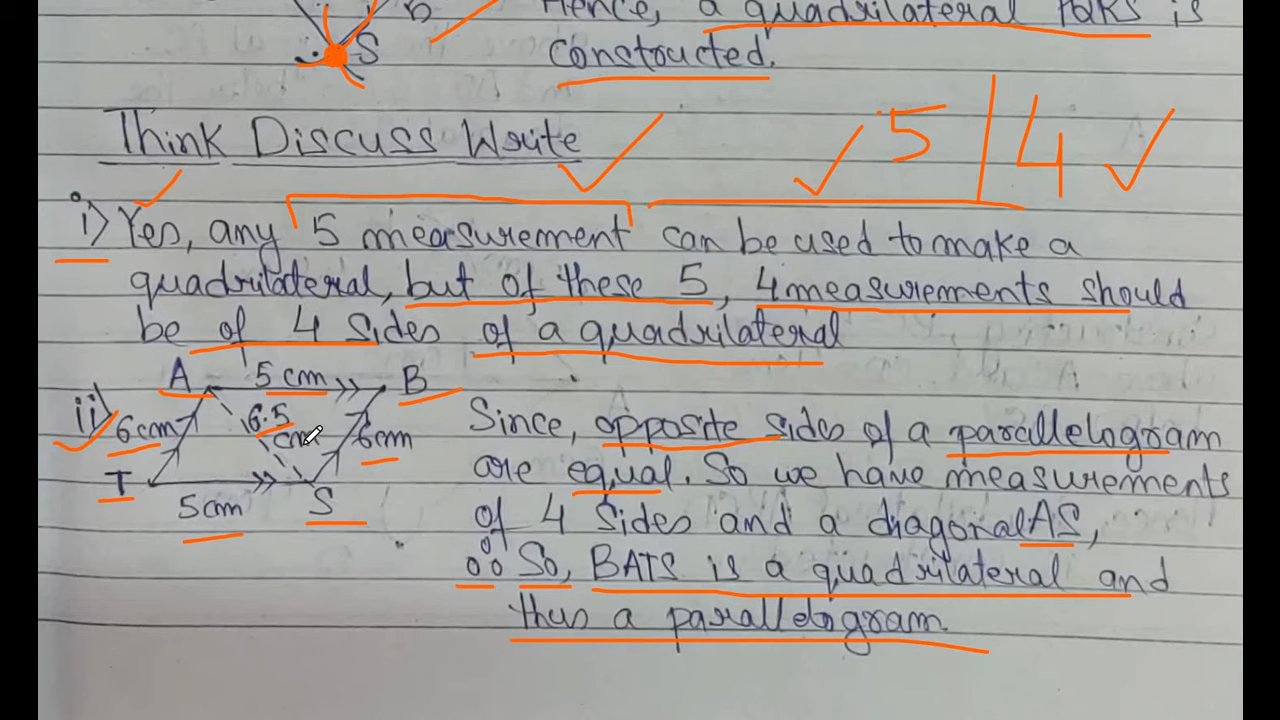 Hence, a quadrilateral PQRS is
S
constructed.
Think Discuss Write
5 | 4
i) Yes, any 5 measurement can be used to make a
quadrilateral, but of these 5, 4 measurements should
be of 4 sides of a quadrilateral
ii) A 5 cm B
6cm 6.5 cm 6cm
T 5cm S
Since, opposite sides of a parallelogram
are equal. So we have measurements
of 4 sides and a diagonal AS,
So, BATS is a quadrilateral and
thus a parallelogram.